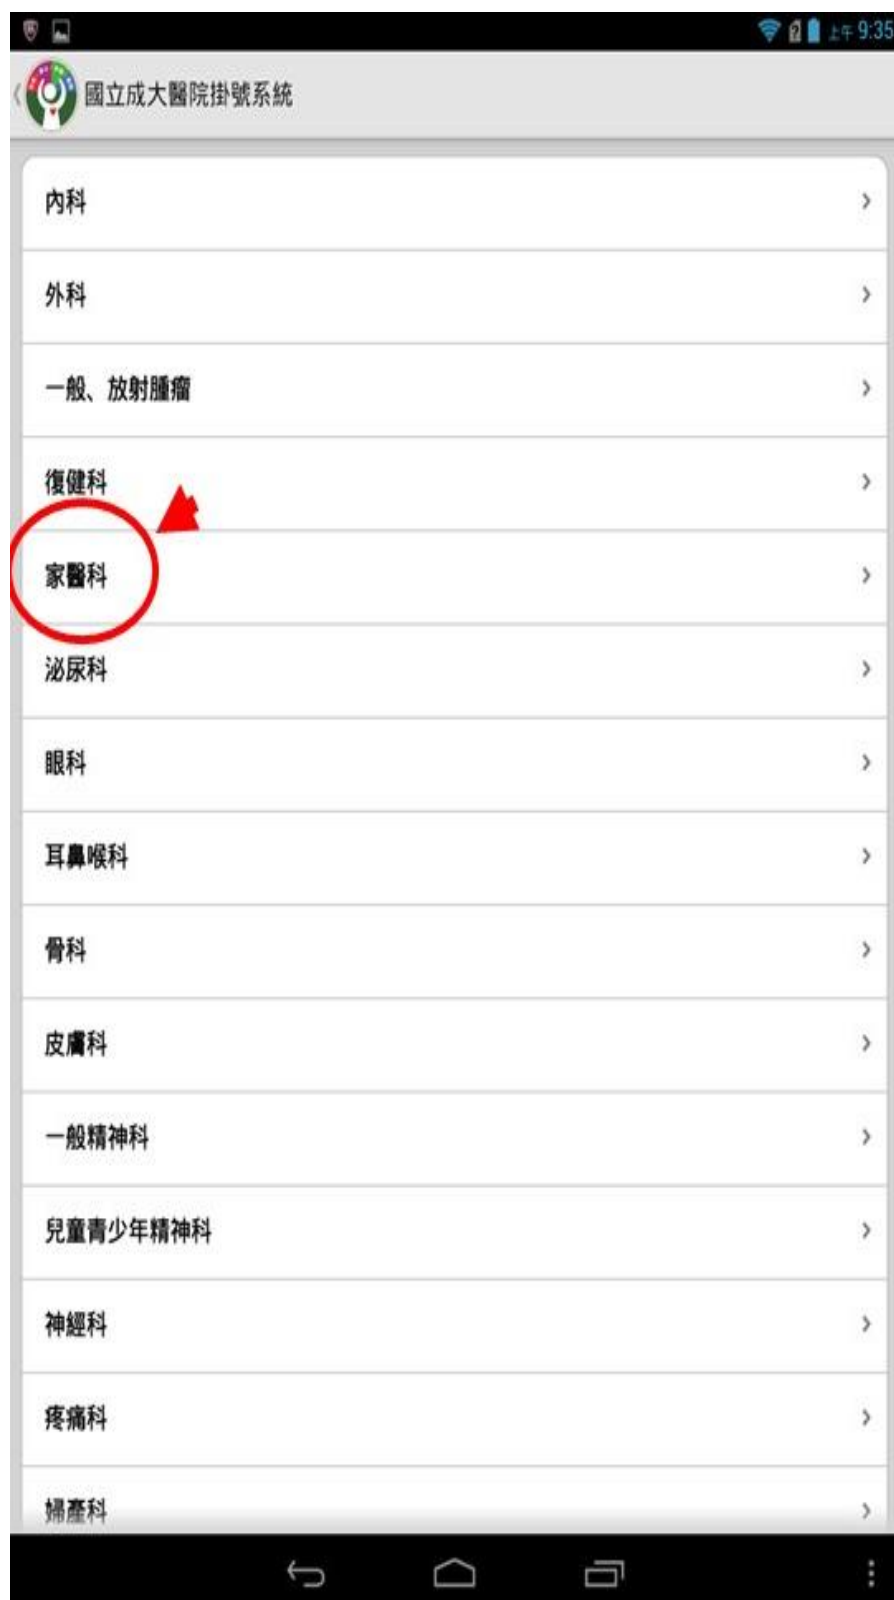 上午 9:35
國立成大醫院掛號系統
內科
外科
一般、放射腫瘤
復健科
家醫科
泌尿科
眼科
耳鼻喉科
骨科
皮膚科
一般精神科
兒童青少年精神科
神經科
疼痛科
婦產科